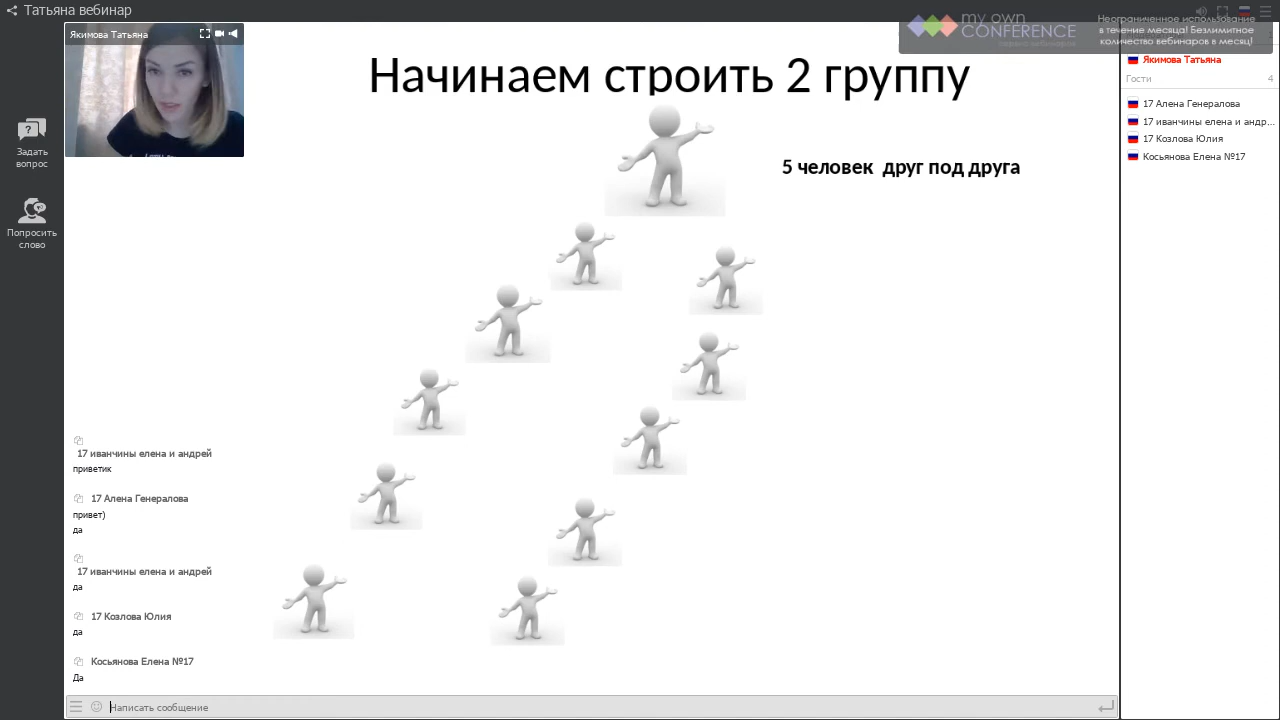 Татьяна вебинар
Якимова Татьяна
my own
CONFERENCE
Неограниченное использование
в течение месяца! Безлимитное
количество вебинаров в месяц!
Задать
вопрос
Попросить
слово
Начинаем строить 2 группу
5 человек друг под друга
17 иванчины елена и андрей
приветик
17 Алена Генералова
привет)
да
17 иванчины елена и андрей
да
17 Козлова Юлия
да
Косьянова Елена №17
Да
Написать сообщение
Якимова Татьяна
Гости 4
17 Алена Генералова
17 иванчины елена и андр...
17 Козлова Юлия
Косьянова Елена №17